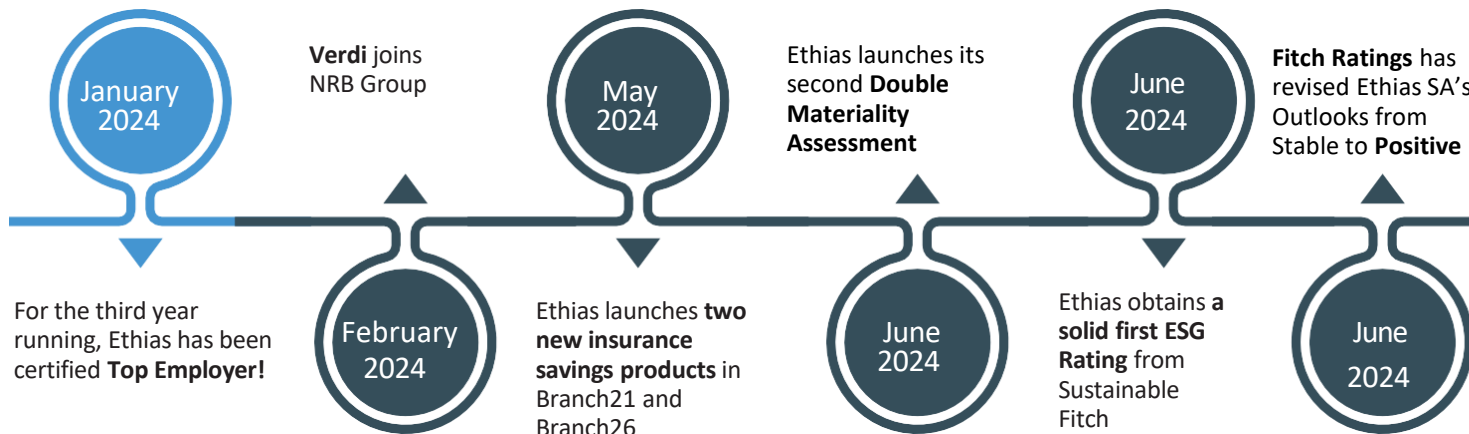 January
2024
For the third year
running, Ethias has been
certified Top Employer!
Verdi joins
NRB Group
February
2024
May
2024
Ethias launches two
new insurance
savings products in
Branch21 and
Branch26
Ethias launches its
second Double
Materiality
Assessment
June
2024
June
2024
Ethias obtains a
solid first ESG
Rating from
Sustainable
Fitch
Fitch Ratings has
revised Ethias SA's
Outlooks from
Stable to Positive
June
2024